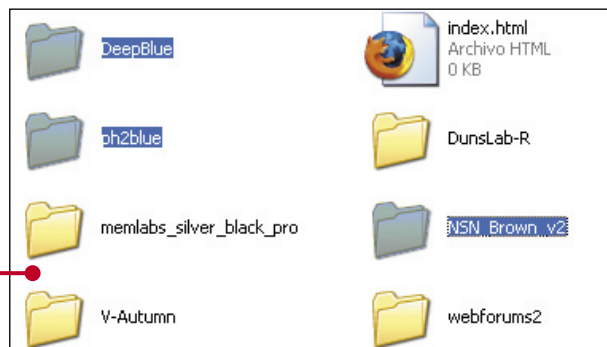 DeepBlue
index.html
Archivo HTML
0 KB
ph2blue
DunsLab-R
memlabs_silver_black_pro
NSN_Brown_v2
V-Autumn
webforums2